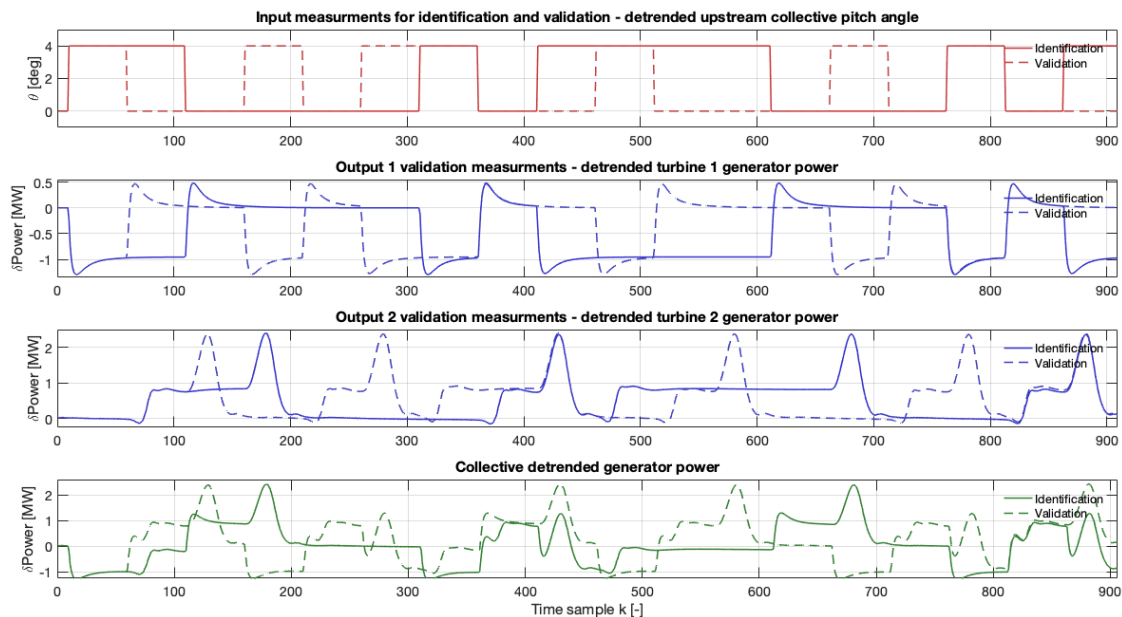 Input measurments for identification and validation - detrended upstream collective pitch angle
θ [deg]
4
2
0
Identification
Validation
100 200 300 400 500 600 700 800 900
Output 1 validation measurments - detrended turbine 1 generator power
δPower [MW]
0.5
0
-0.5
-1
Identification
Validation
0 100 200 300 400 500 600 700 800 900
Output 2 validation measurments - detrended turbine 2 generator power
δPower [MW]
2
1
0
Identification
Validation
0 100 200 300 400 500 600 700 800 900
Collective detrended generator power
δPower [MW]
2
1
0
-1
Identification
Validation
0 100 200 300 400 500 600 700 800 900
Time sample k [-]